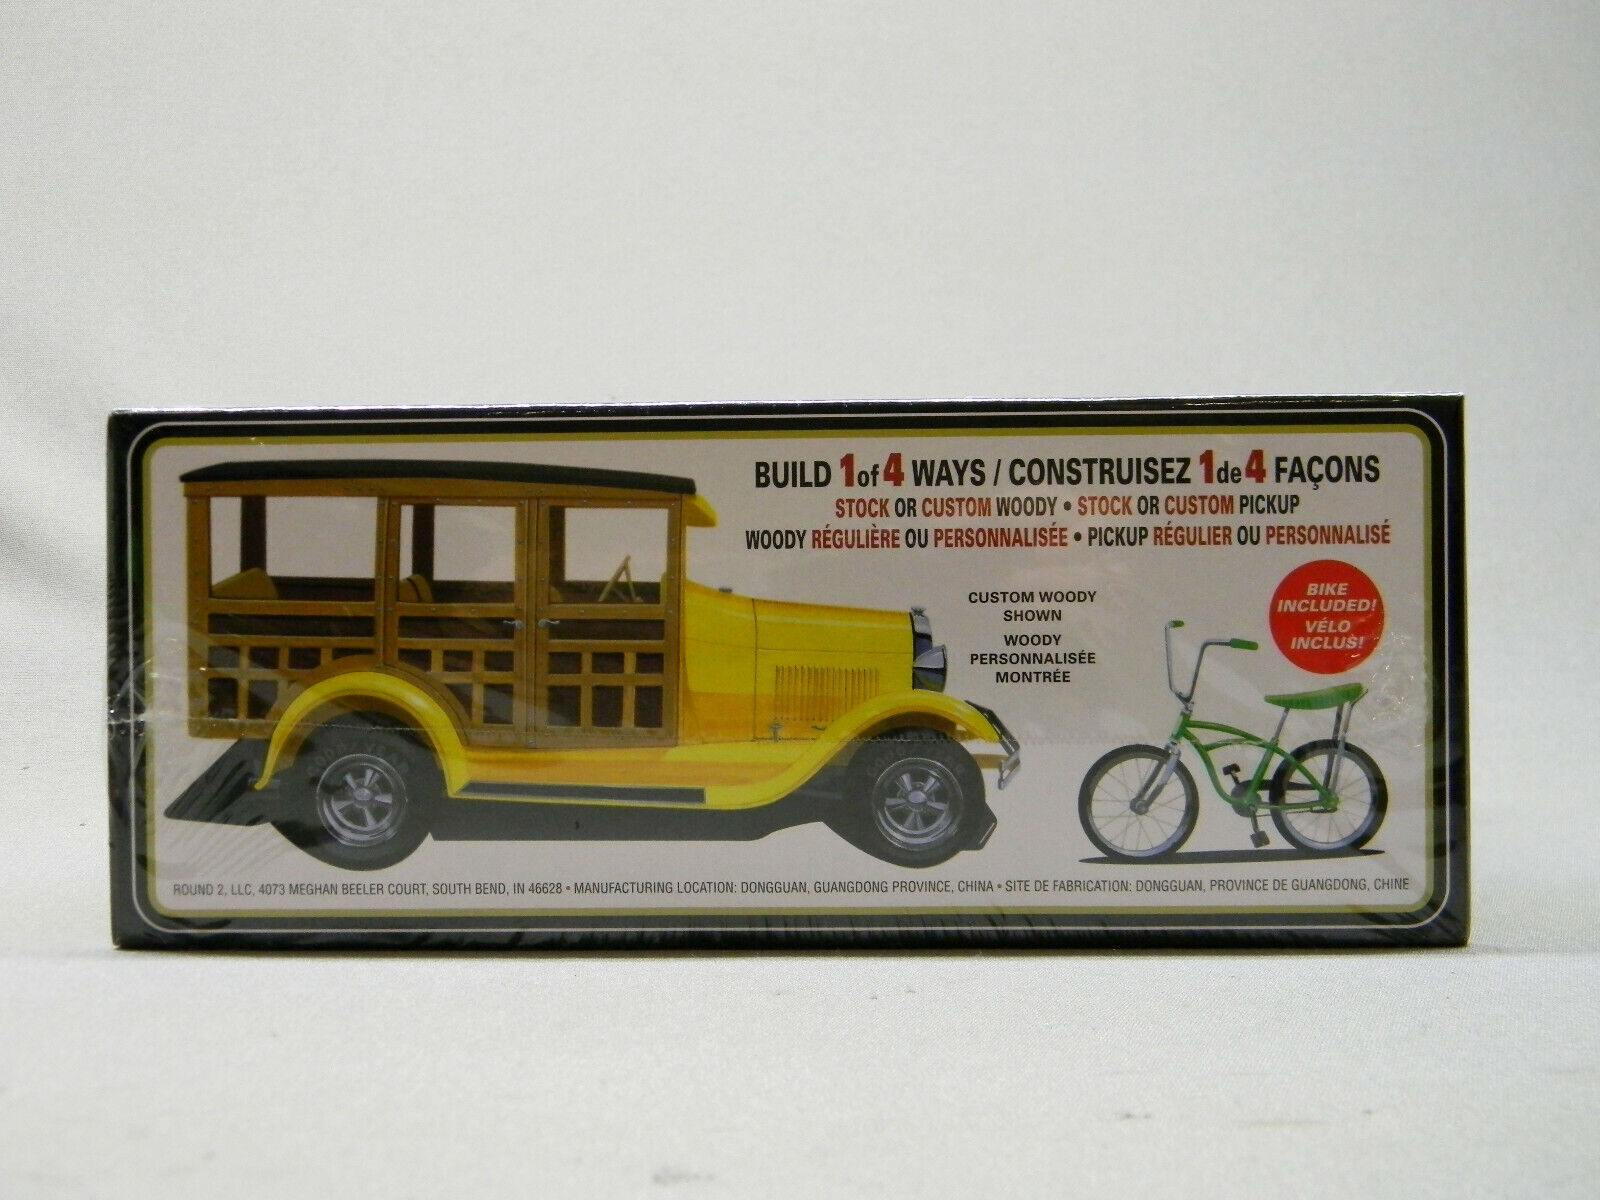 BUILD 1 of 4 WAYS / CONSTRUISEZ 1 de 4 FAÇONS
STOCK OR CUSTOM WOODY • STOCK OR CUSTOM PICKUP
WOODY RÉGULIÈRE OU PERSONNALISÉE • PICKUP RÉGULIER OU PERSONNALISÉ
CUSTOM WOODY
SHOWN
WOODY
PERSONNALISÉE
MONTRÉE
BIKE
INCLUDED!
VÉLO
INCLUS!
ROUND 2, LLC, 4073 MEGHAN BEELER COURT, SOUTH BEND, IN 46628 • MANUFACTURING LOCATION: DONGGUAN, GUANGDONG PROVINCE, CHINA • SITE DE FABRICATION: DONGGUAN, PROVINCE DE GUANGDONG, CHINE